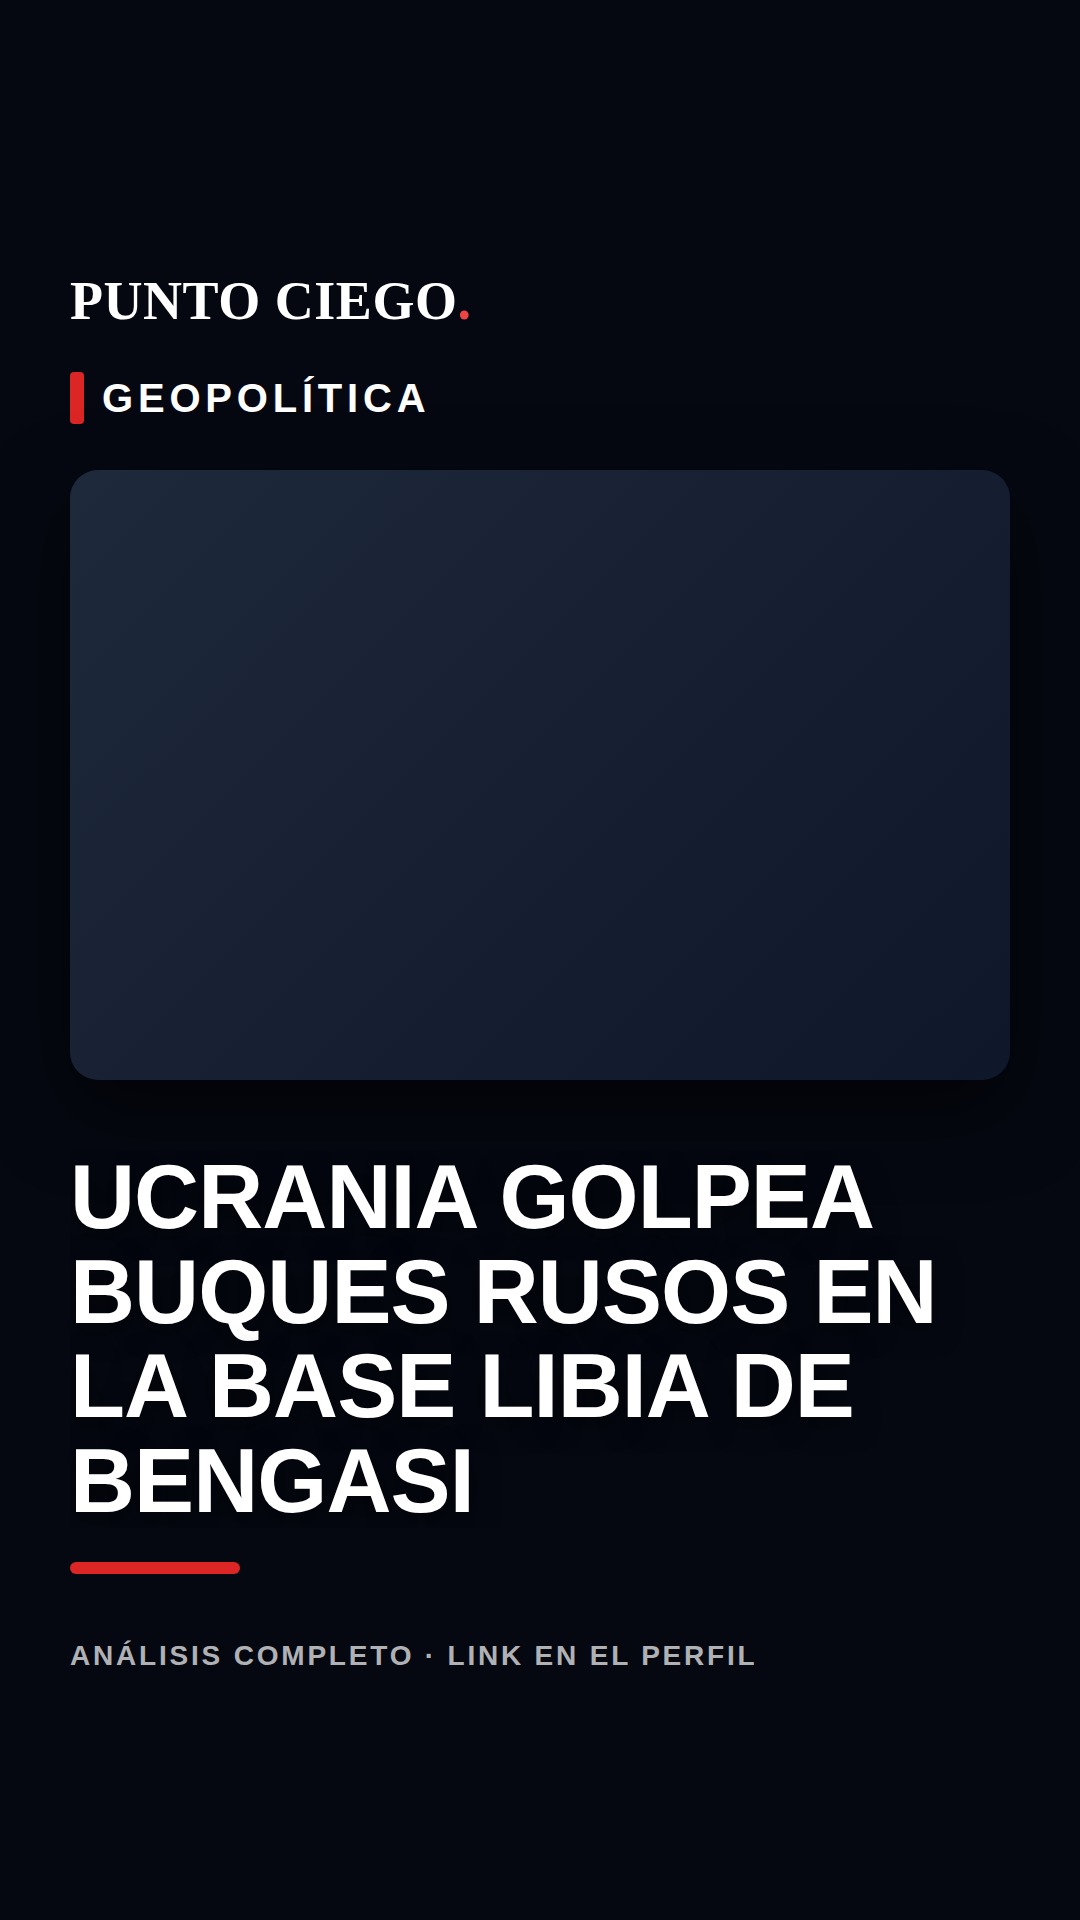 PUNTO CIEGO.
GEOPOLÍTICA
UCRANIA GOLPEA
BUQUES RUSOS EN
LA BASE LIBIA DE
BENGASI
ANÁLISIS COMPLETO · LINK EN EL PERFIL